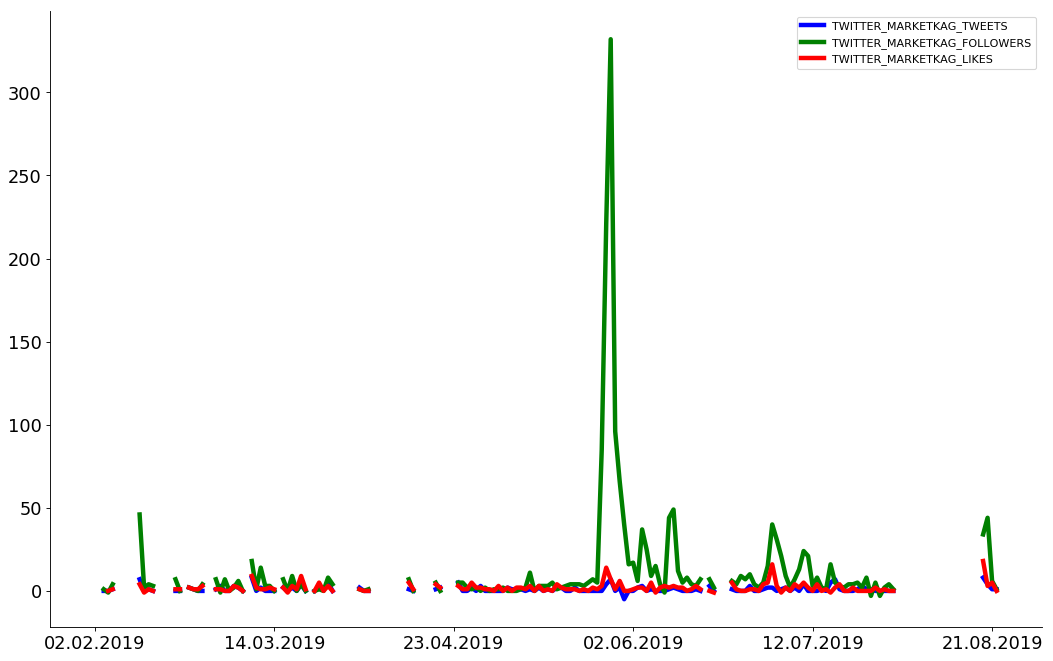 TWITTER_MARKETKAG_TWEETS
TWITTER_MARKETKAG_FOLLOWERS
TWITTER_MARKETKAG_LIKES
300
250
200
150
100
50
0
02.02.2019 14.03.2019 23.04.2019 02.06.2019 12.07.2019 21.08.2019